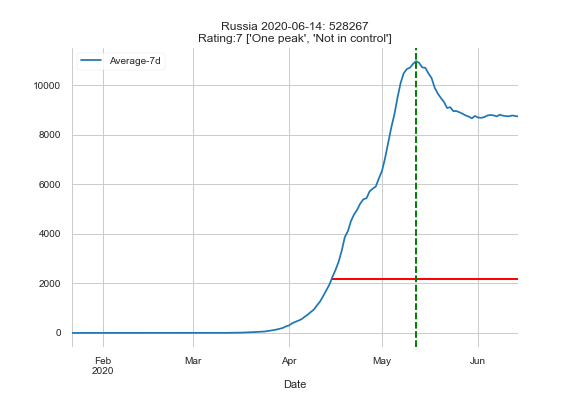 Russia 2020-06-14: 528267
Rating:7 ['One peak', 'Not in control']
Average-7d
10000
8000
6000
4000
2000
0
Feb
2020
Mar
Apr
May
Jun
Date